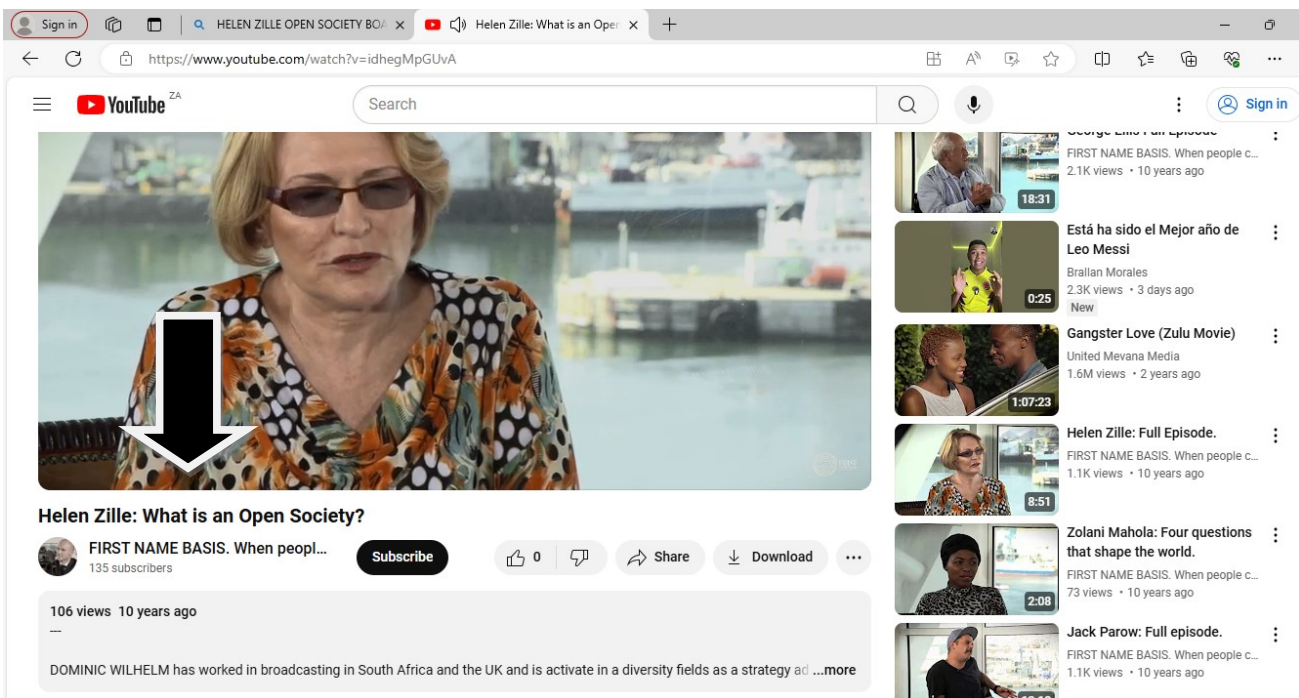 Sign in
HELEN ZILLE OPEN SOCIETY BOA
Helen Zille: What is an Oper
https://www.youtube.com/watch?v=idhegMpGUvA
YouTube ZA
Search
Sign in
Helen Zille: What is an Open Society?
FIRST NAME BASIS. When peopl...
135 subscribers
Subscribe
0
Share
Download
106 views 10 years ago
---
DOMINIC WILHELM has worked in broadcasting in South Africa and the UK and is activate in a diversity fields as a strategy ad ...more
George Ellis Full Episode
FIRST NAME BASIS. When people c...
2.1K views • 10 years ago
18:31
Está ha sido el Mejor año de
Leo Messi
Brallan Morales
2.3K views • 3 days ago
New
0:25
Gangster Love (Zulu Movie)
United Mevana Media
1.6M views • 2 years ago
1:07:23
Helen Zille: Full Episode.
FIRST NAME BASIS. When people c...
1.1K views • 10 years ago
8:51
Zolani Mahola: Four questions
that shape the world.
FIRST NAME BASIS. When people c...
73 views • 10 years ago
2:08
Jack Parow: Full episode.
FIRST NAME BASIS. When people c...
1.1K views • 10 years ago